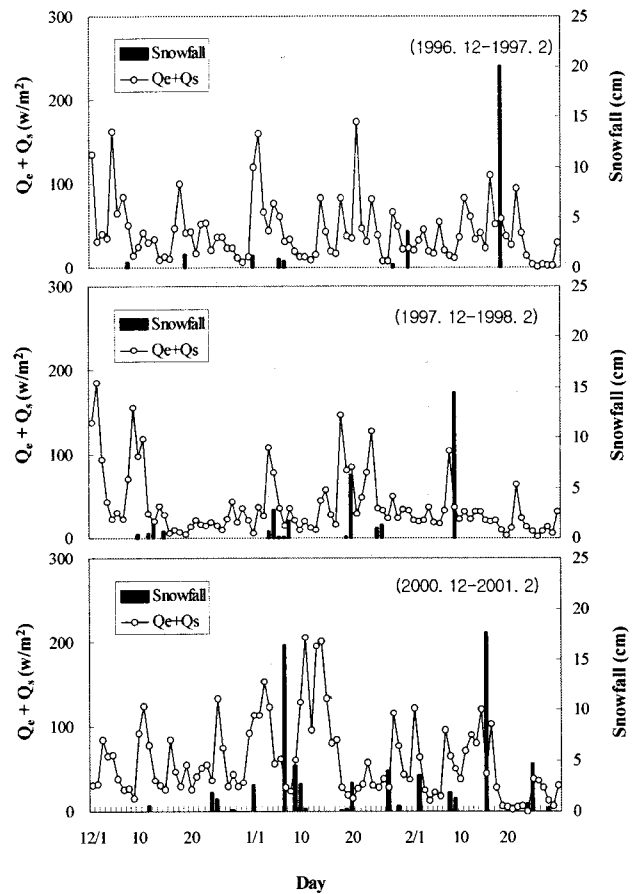 300
200
100
0
Qe + Qs (w/m2)
Snowfall
Qe+Qs
(1996. 12-1997. 2)
25
20
15
10
5
0
Snowfall (cm)
300
200
100
0
Qe + Qs (w/m2)
Snowfall
Qe+Qs
(1997. 12-1998. 2)
25
20
15
10
5
0
Snowfall (cm)
300
200
100
0
Qe + Qs (w/m2)
Snowfall
Qe+Qs
(2000. 12-2001. 2)
25
20
15
10
5
0
Snowfall (cm)
12/1 10 20 1/1 10 20 2/1 10 20
Day